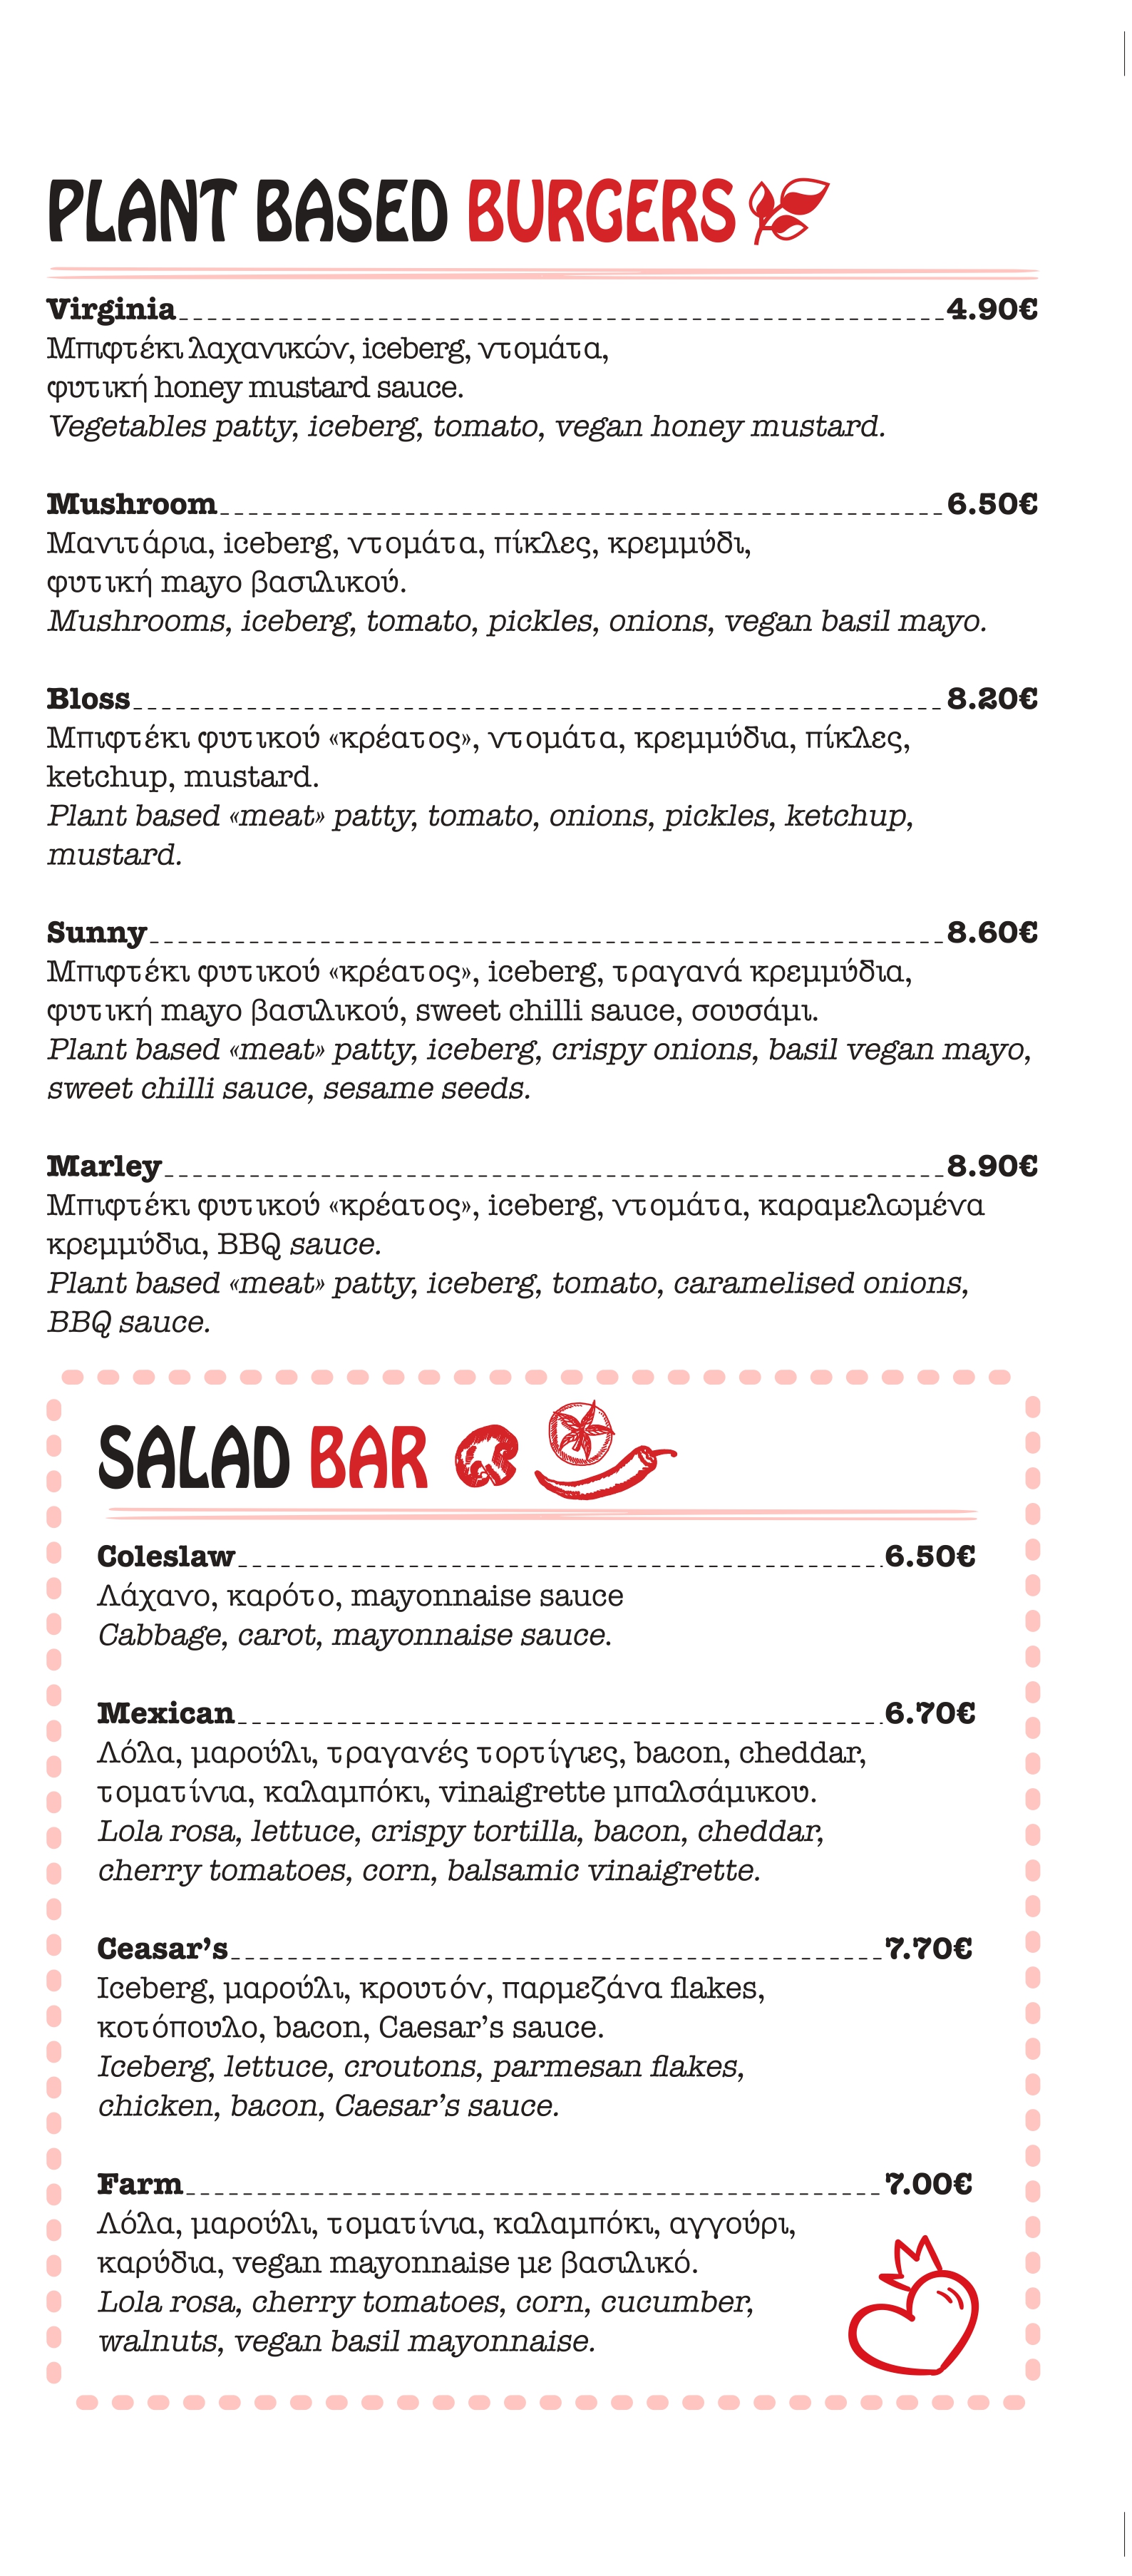 PLANT BASED BURGERS
Virginia 4.90€
Μπιφτέκι λαχανικών, iceberg, ντομάτα,
φυτική honey mustard sauce.
Vegetables patty, iceberg, tomato, vegan honey mustard.
Mushroom 6.50€
Μανιτάρια, iceberg, ντομάτα, πίκλες, κρεμμύδι,
φυτική mayo βασιλικού.
Mushrooms, iceberg, tomato, pickles, onions, vegan basil mayo.
Bloss 8.20€
Μπιφτέκι φυτικού «κρέατος», ντομάτα, κρεμμύδια, πίκλες,
ketchup, mustard.
Plant based «meat» patty, tomato, onions, pickles, ketchup,
mustard.
Sunny 8.60€
Μπιφτέκι φυτικού «κρέατος», iceberg, τραγανά κρεμμύδια,
φυτική mayo βασιλικού, sweet chilli sauce, σουσάμι.
Plant based «meat» patty, iceberg, crispy onions, basil vegan mayo,
sweet chilli sauce, sesame seeds.
Marley 8.90€
Μπιφτέκι φυτικού «κρέατος», iceberg, ντομάτα, καραμελωμένα
κρεμμύδια, BBQ sauce.
Plant based «meat» patty, iceberg, tomato, caramelised onions,
BBQ sauce.
SALAD BAR
Coleslaw 6.50€
Λάχανο, καρότο, mayonnaise sauce
Cabbage, carot, mayonnaise sauce.
Mexican 6.70€
Λόλα, μαρούλι, τραγανές τορτίγιες, bacon, cheddar,
τοματίνια, καλαμπόκι, vinaigrette μπαλσάμικου.
Lola rosa, lettuce, crispy tortilla, bacon, cheddar,
cherry tomatoes, corn, balsamic vinaigrette.
Ceasar's 7.70€
Iceberg, μαρούλι, κρουτόν, παρμεζάνα flakes,
κοτόπουλο, bacon, Caesar's sauce.
Iceberg, lettuce, croutons, parmesan flakes,
chicken, bacon, Caesar's sauce.
Farm 7.00€
Λόλα, μαρούλι, τοματίνια, καλαμπόκι, αγγούρι,
καρύδια, vegan mayonnaise με βασιλικό.
Lola rosa, cherry tomatoes, corn, cucumber,
walnuts, vegan basil mayonnaise.